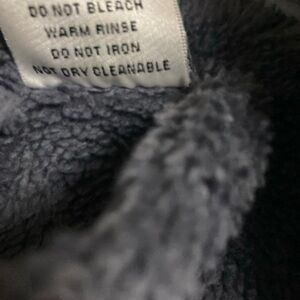 DO NOT BLEACH
WARM RINSE
DO NOT IRON
NOT DRY CLEANABLE